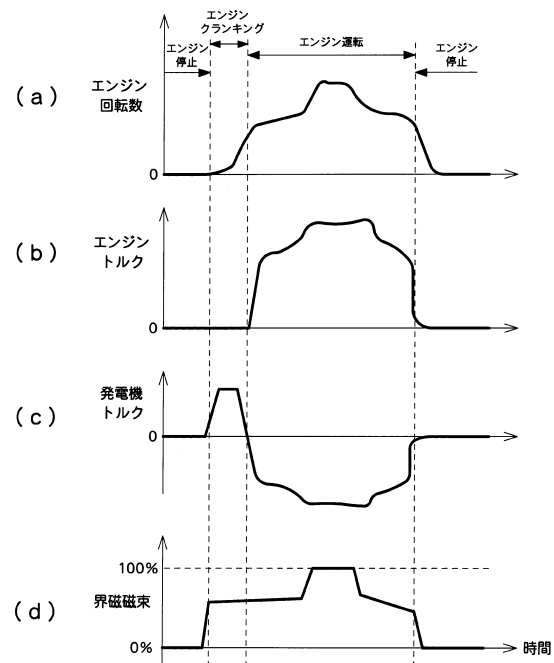 エンジン
クランキング
エンジン
停止
エンジン運転
エンジン
停止
(a)
エンジン
回転数
0
(b)
エンジン
トルク
0
(c)
発電機
トルク
0
(d)
100%
界磁磁束
0%
時間